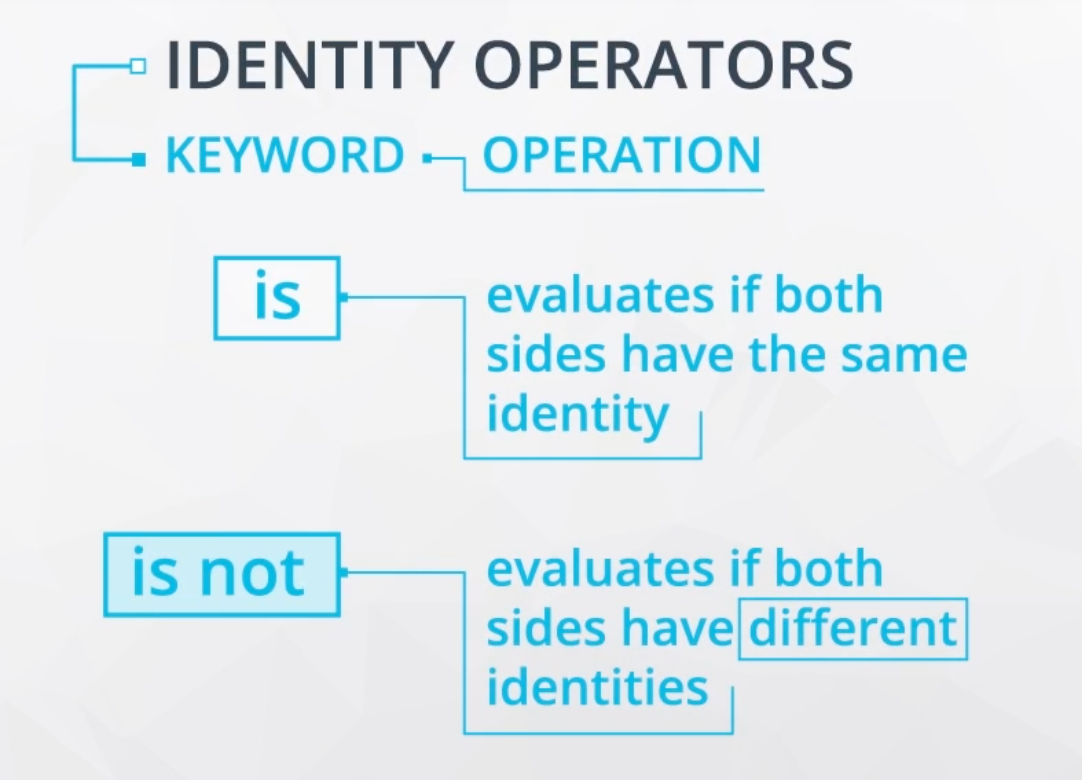 IDENTITY OPERATORS
KEYWORD OPERATION
is
evaluates if both
sides have the same
identity
is not
evaluates if both
sides have different
identities